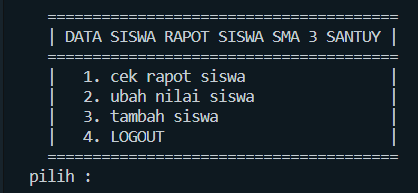 =====================================
| DATA SISWA RAPOT SISWA SMA 3 SANTUY |
=====================================
| 1. cek rapot siswa |
| 2. ubah nilai siswa |
| 3. tambah siswa |
| 4. LOGOUT |
=====================================
pilih :